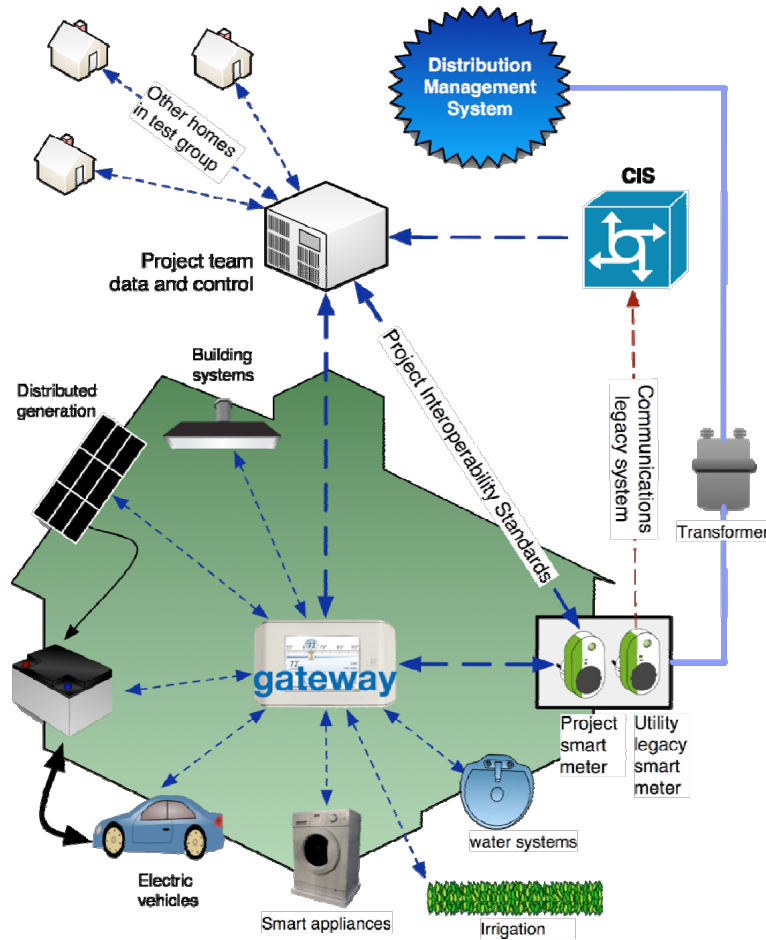 Distribution
Management
System
Other homes
in test group
CIS
Project team
data and control
Building
systems
Distributed
generation
Project Interoperability Standards
Communications
legacy system
Transformer
72
gateway
Project
smart
meter
Utility
legacy
smart
meter
water systems
Electric
vehicles
Smart appliances
Irrigation